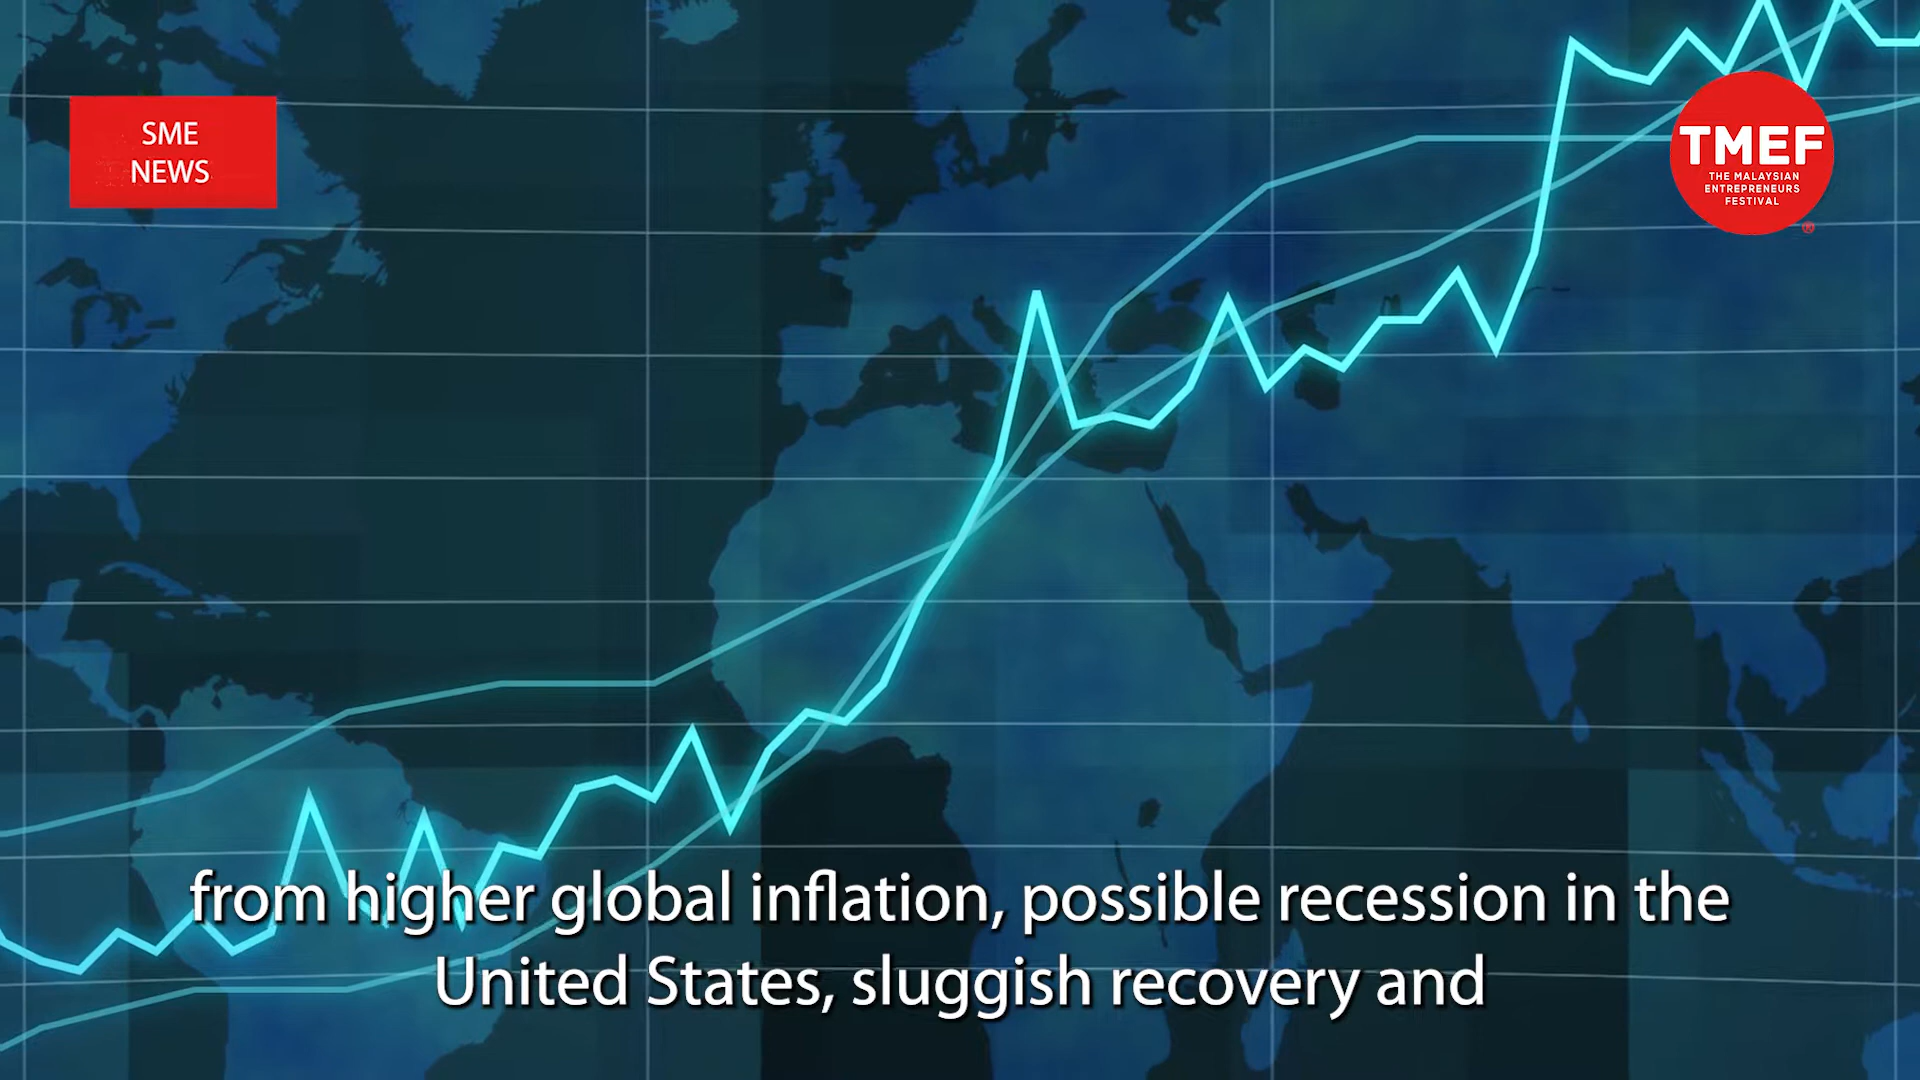 SME
NEWS
TMEF
THE MALAYSIAN
ENTREPRENEURS
FESTIVAL
®
from higher global inflation, possible recession in the
United States, sluggish recovery and